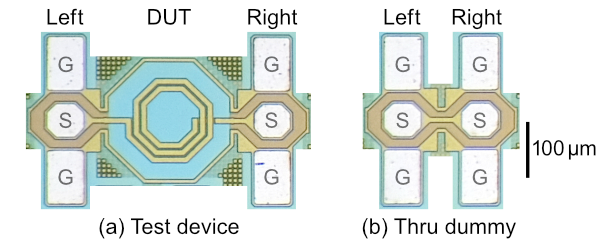 Left DUT Right
Left Right
G G G G
S S S S
G G G G
100 μm
(a) Test device
(b) Thru dummy